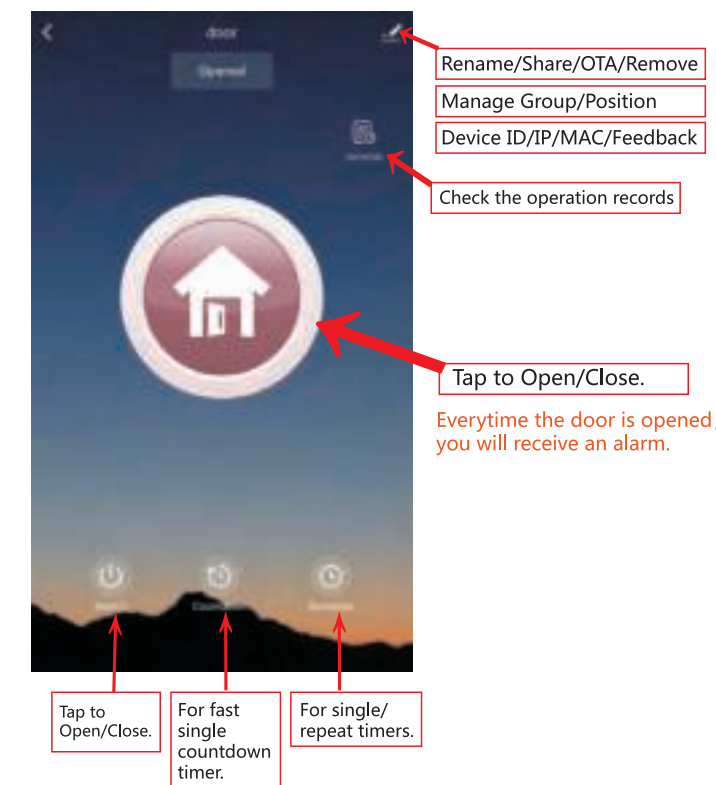 door
Opened
Rename/Share/OTA/Remove
Manage Group/Position
Device ID/IP/MAC/Feedback
Check the operation records
Tap to Open/Close.
Everytime the door is opened,
you will receive an alarm.
Tap to
Open/Close.
For fast
single
countdown
timer.
For single/
repeat timers.